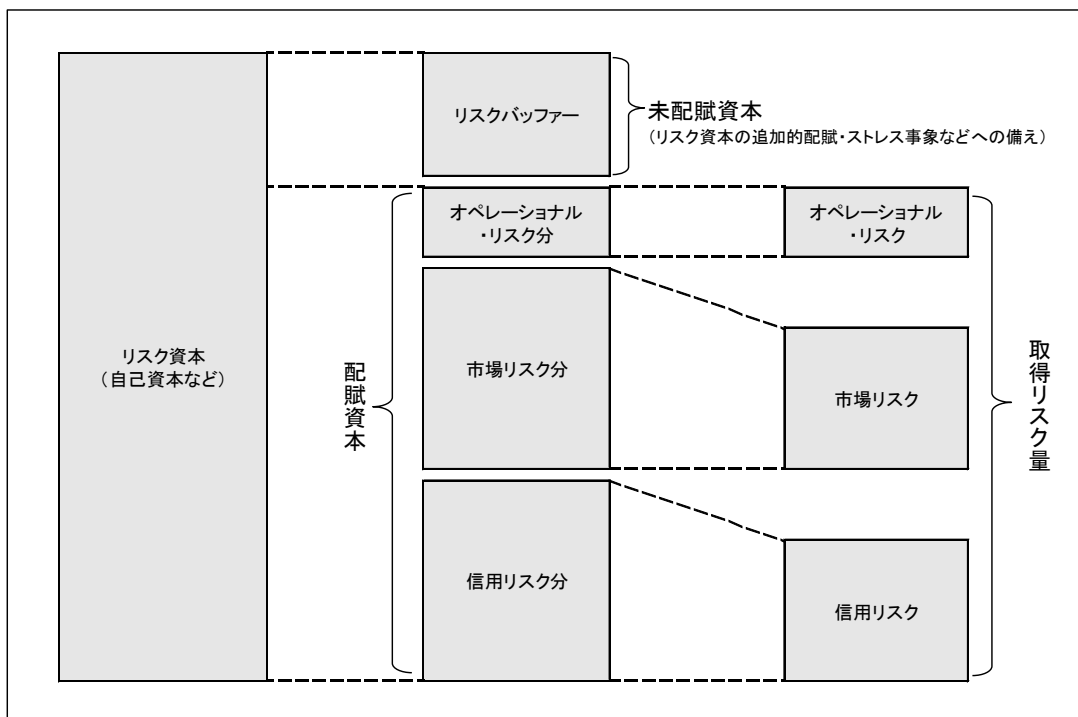 リスクバッファー
未配賦資本
（リスク資本の追加的配賦・ストレス事象などへの備え）
オペレーショナル
・リスク分
オペレーショナル
・リスク
リスク資本
（自己資本など）
配賦資本
市場リスク分
市場リスク
取得リスク量
信用リスク分
信用リスク